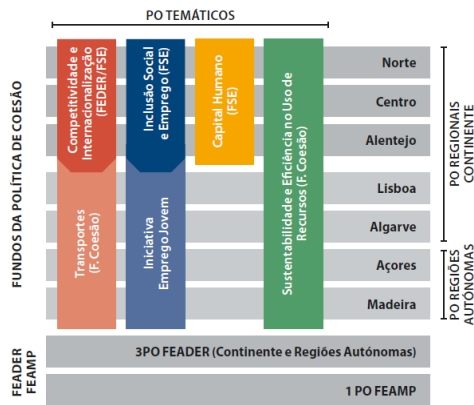 PO TEMÁTICOS
FUNDOS DA POLÍTICA DE COESÃO
Competitividade e
Internacionalização
(FEDER/FSE)
Transportes
(F. Coesão)
Inclusão Social
e Emprego (FSE)
Iniciativa
Emprego Jovem
Capital Humano
(FSE)
Sustentabilidade e Eficiência no Uso de
Recursos (F. Coesão)
Norte
Centro
Alentejo
Lisboa
Algarve
Açores
Madeira
PO REGIONAIS
CONTINENTE
PO REGIÕES
AUTÓNOMAS
FEADER
FEAMP
3PO FEADER (Continente e Regiões Autónomas)
1 PO FEAMP